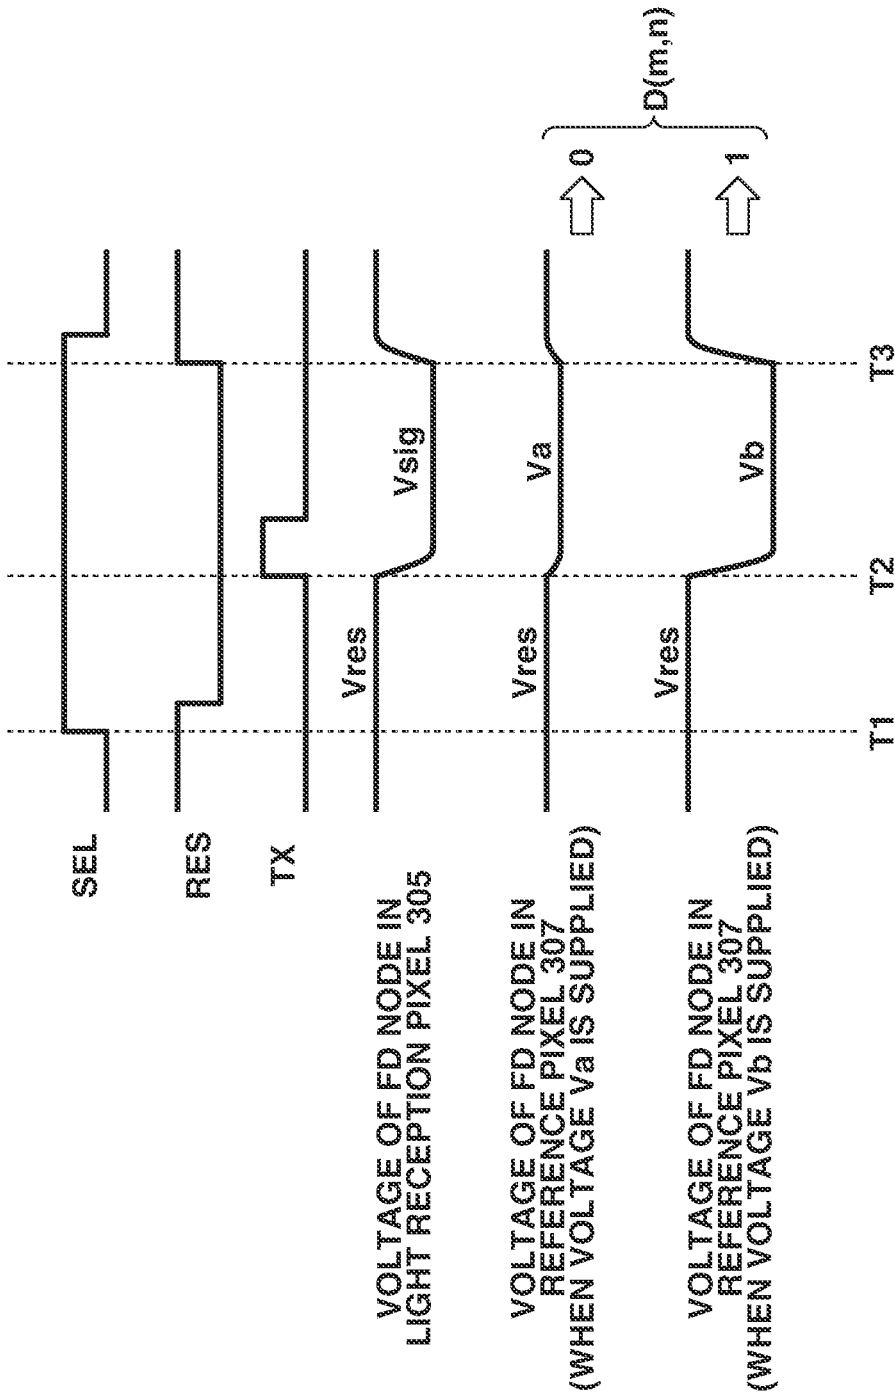 SEL
RES
TX
VOLTAGE OF FD NODE IN
LIGHT RECEPTION PIXEL 305
Vres
Vsig
VOLTAGE OF FD NODE IN
REFERENCE PIXEL 307
(WHEN VOLTAGE Va IS SUPPLIED)
Vres
Va
0
VOLTAGE OF FD NODE IN
REFERENCE PIXEL 307
(WHEN VOLTAGE Vb IS SUPPLIED)
Vres
Vb
1
D(m,n)
T1
T2
T3